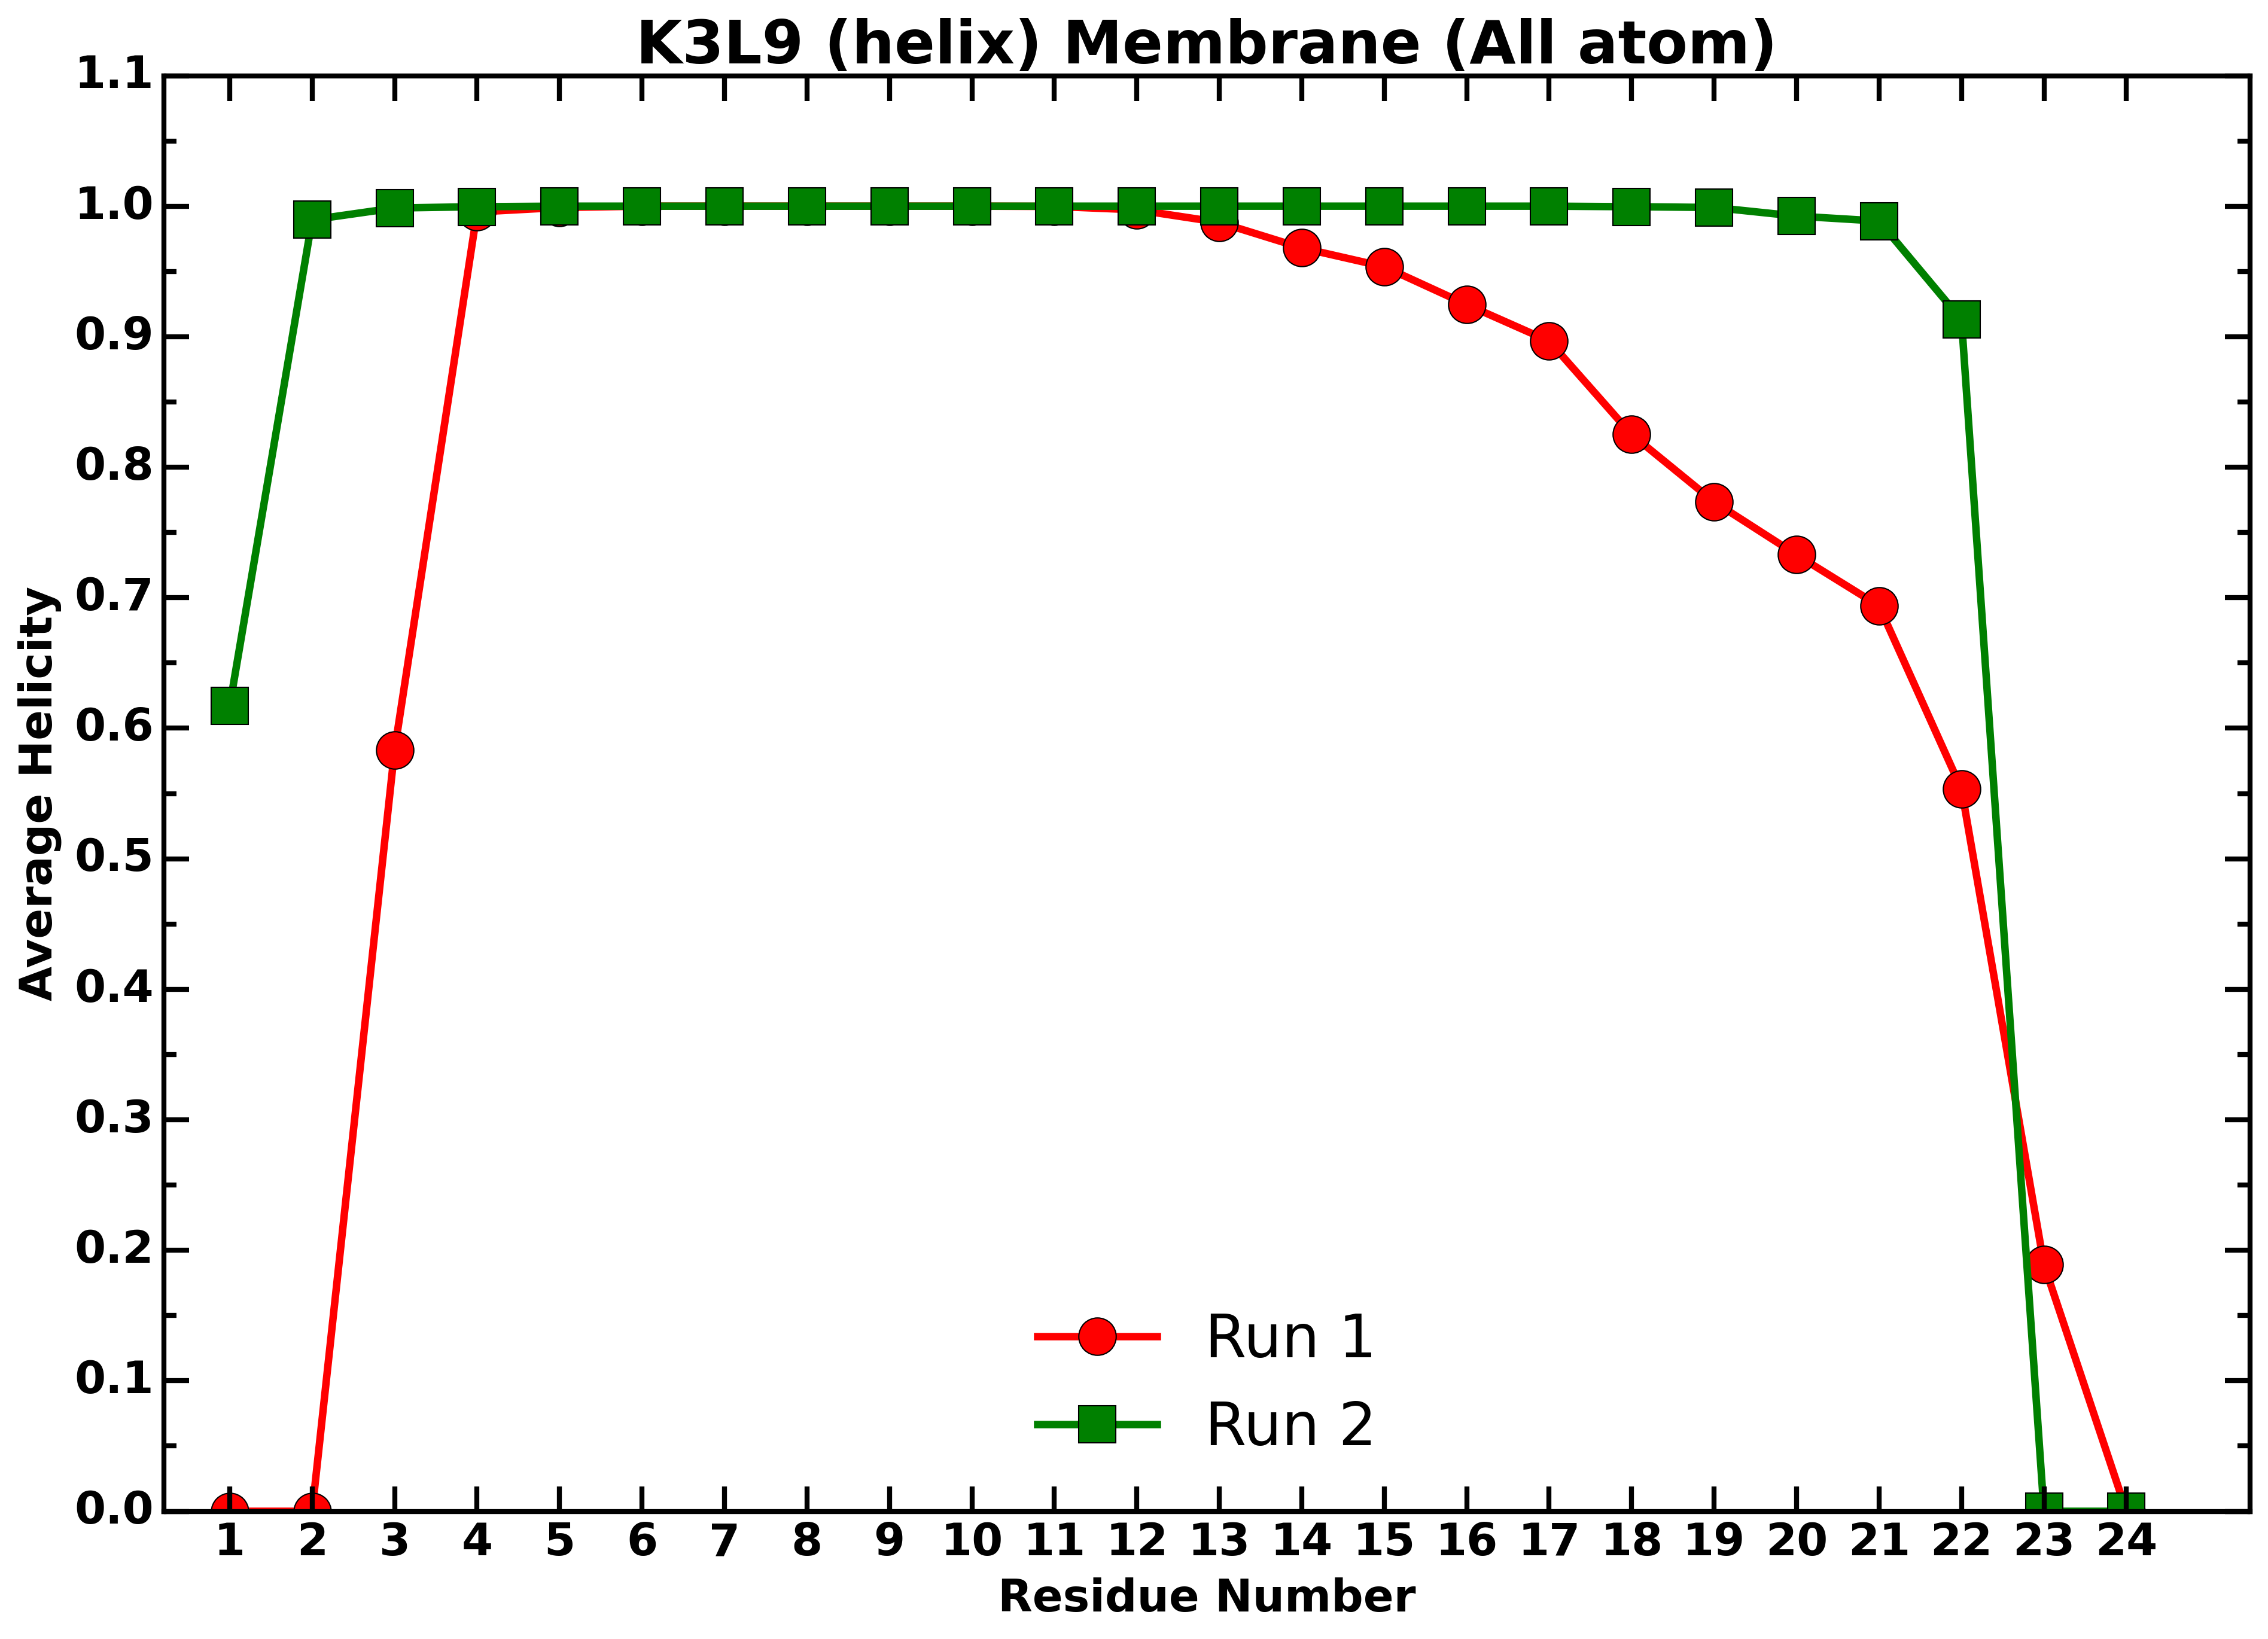 K3L9 (helix) Membrane (All atom)
1.1
1.0
0.9
0.8
0.7
0.6
0.5
0.4
0.3
0.2
0.1
0.0
Average Helicity
Run 1
Run 2
1 2 3 4 5 6 7 8 9 10 11 12 13 14 15 16 17 18 19 20 21 22 23 24
Residue Number